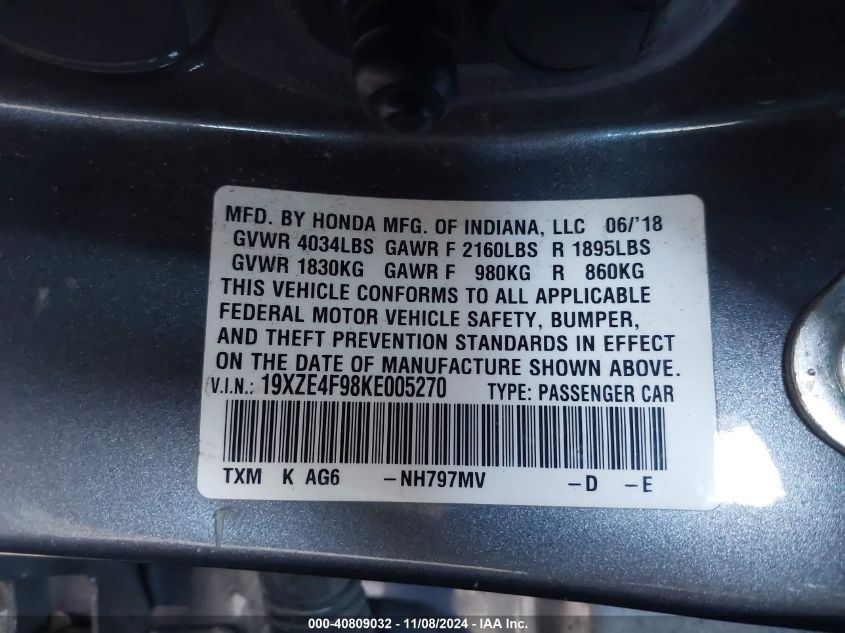 MFD. BY HONDA MFG. OF INDIANA, LLC 06/'18
GVWR 4034LBS GAWR F 2160LBS R 1895LBS
GVWR 1830KG GAWR F 980KG R 860KG
THIS VEHICLE CONFORMS TO ALL APPLICABLE
FEDERAL MOTOR VEHICLE SAFETY, BUMPER,
AND THEFT PREVENTION STANDARDS IN EFFECT
ON THE DATE OF MANUFACTURE SHOWN ABOVE.
V.I.N.: 19XZE4F98KE005270 TYPE: PASSENGER CAR
TXM K AG6 -NH797MV -D -E
000-40809032 - 11/08/2024 - IAA Inc.